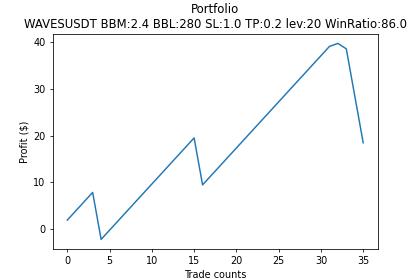 Portfolio
WAVESUSDT BBM:2.4 BBL:280 SL:1.0 TP:0.2 lev:20 WinRatio:86.0
40
30
20
10
0
Profit ($)
0 5 10 15 20 25 30 35
Trade counts